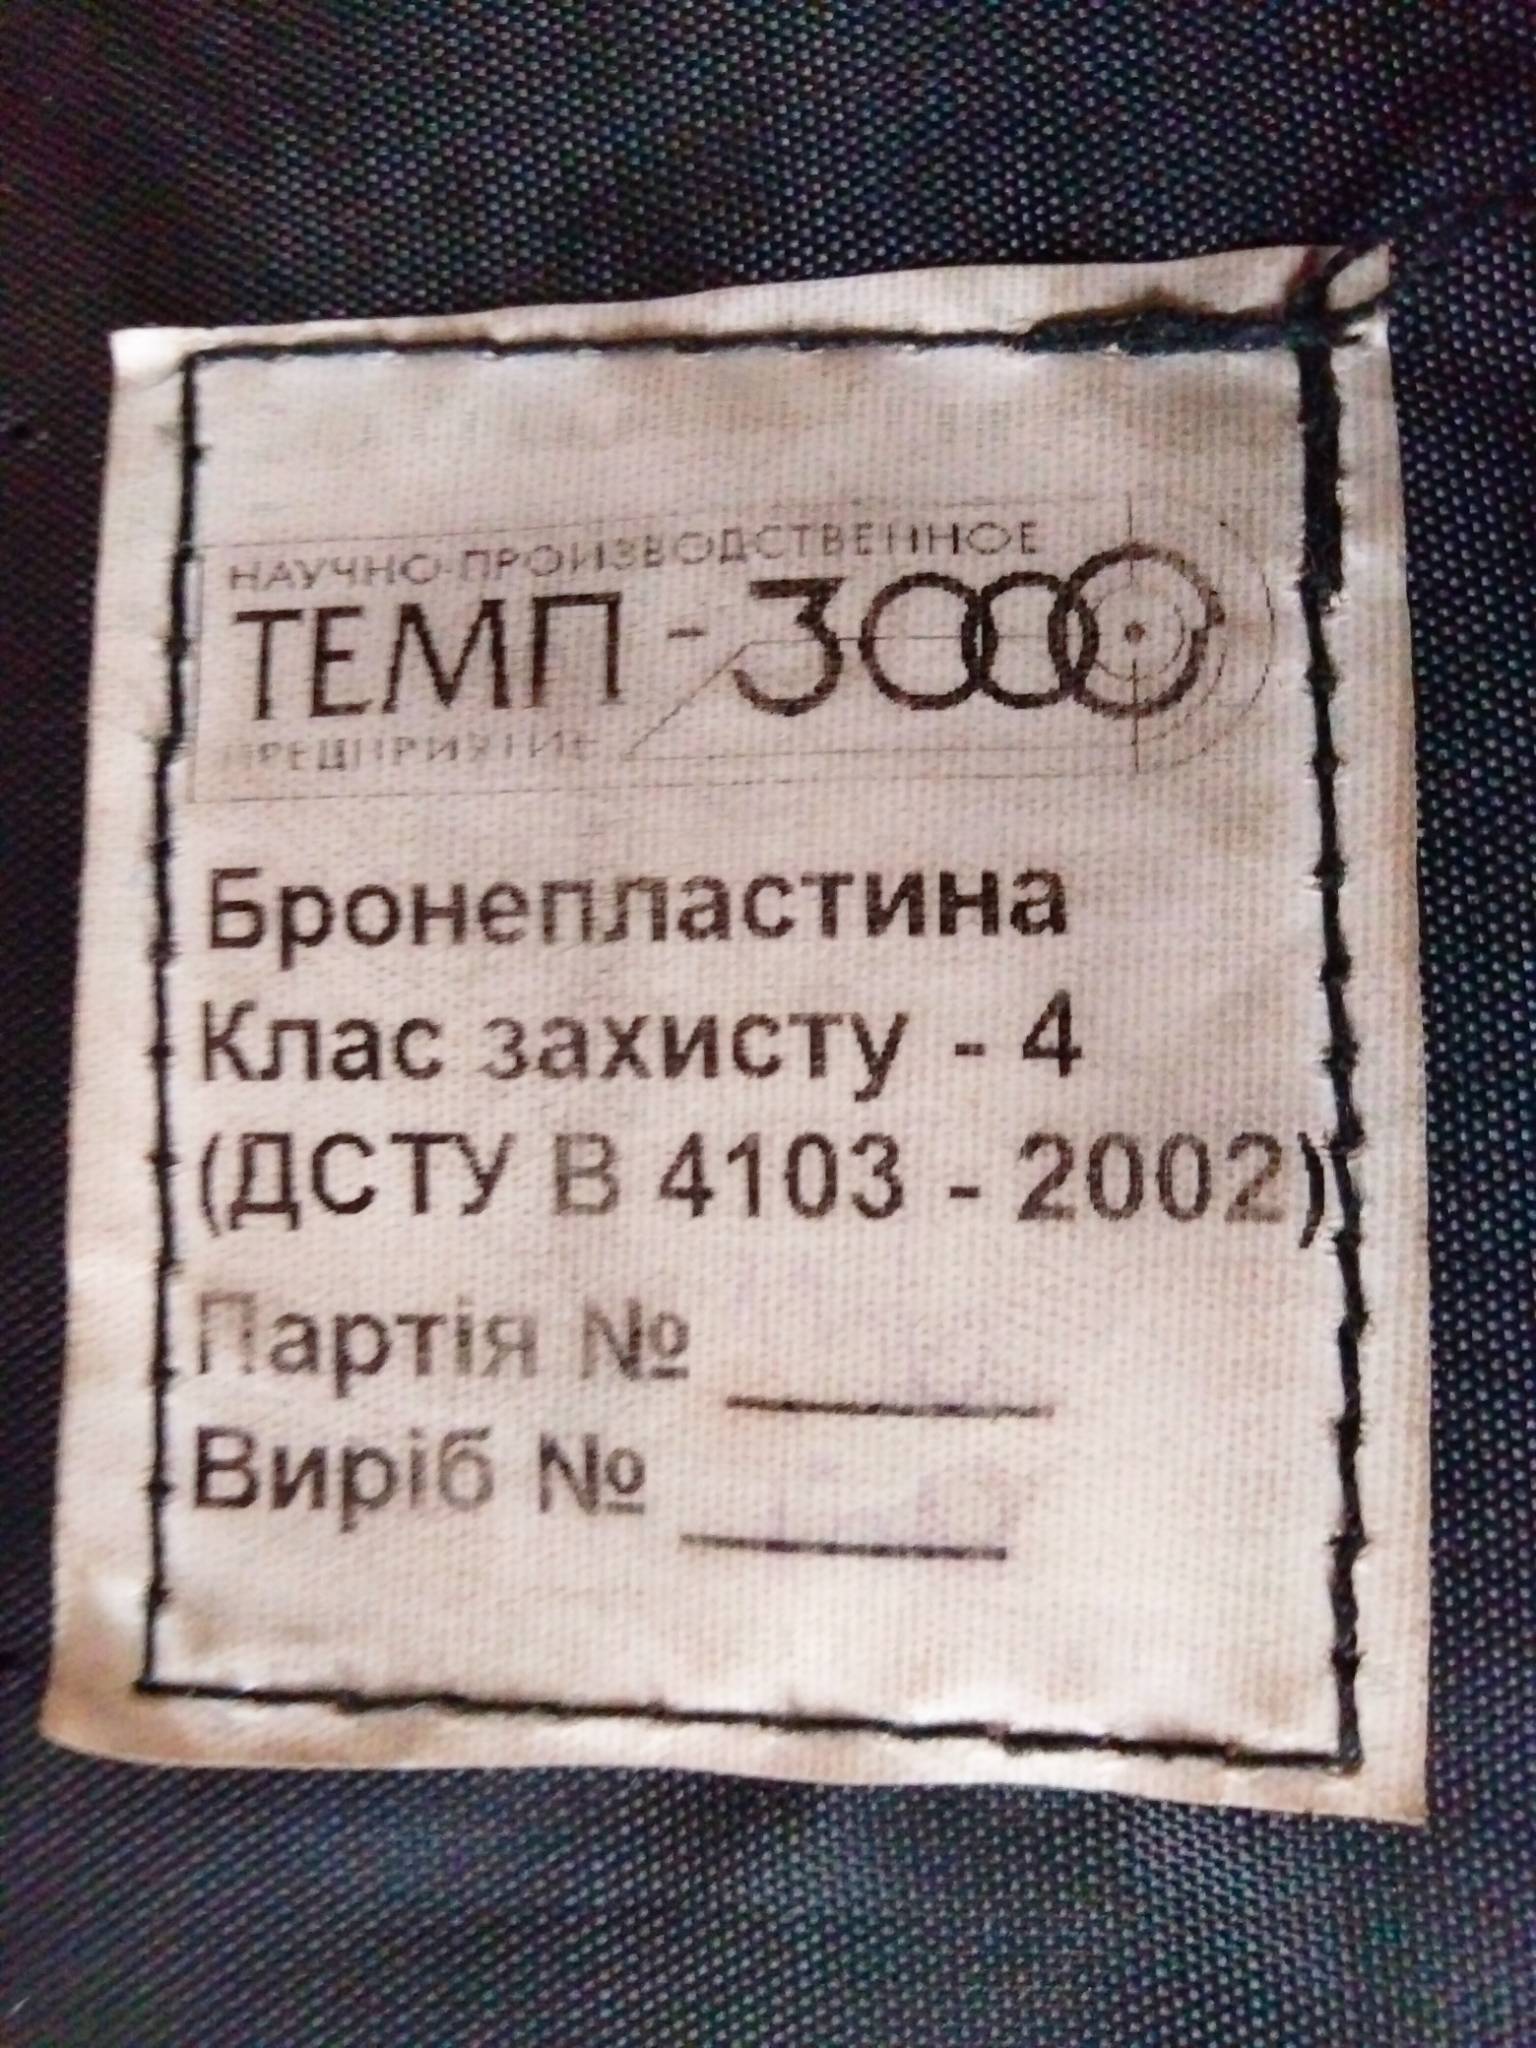 НАУЧНО-ПРОИЗВОДСТВЕННОЕ
ТЕМП - 3000
ПРЕДПРИЯТИЕ
Бронепластина
Клас захисту - 4
(ДСТУ В 4103 - 2002)
Партія №
Виріб №